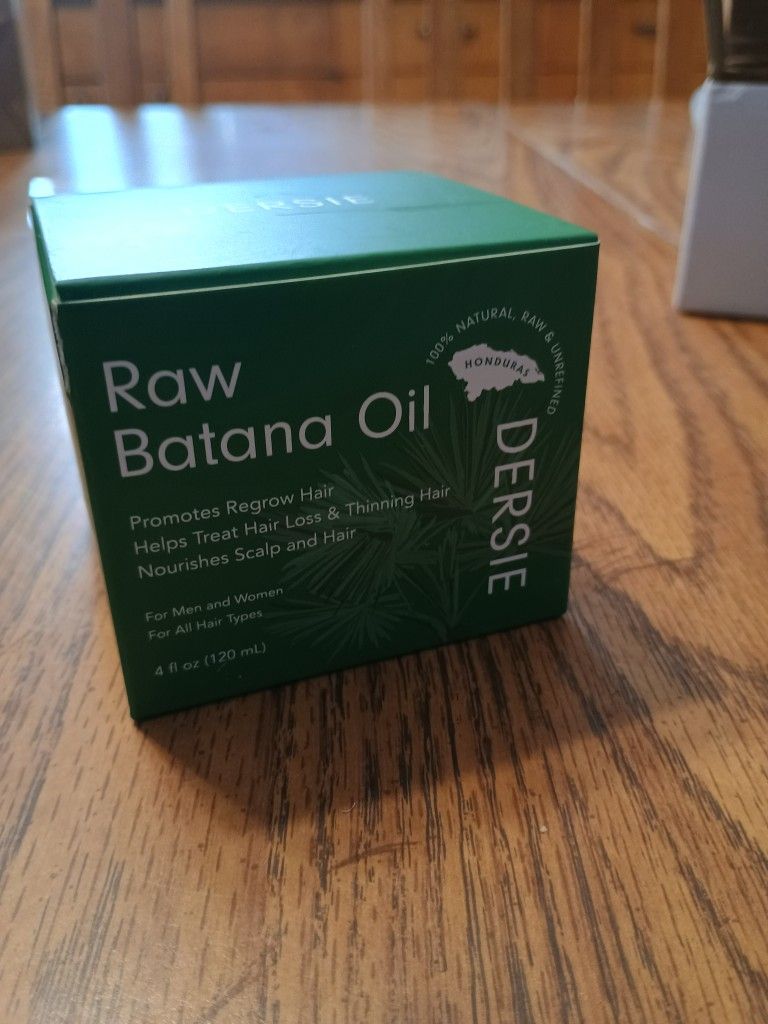 DERSIE
100% NATURAL, RAW & UNREFINED
HONDURAS
Raw
Batana Oil
DERSIE
Promotes Regrow Hair
Helps Treat Hair Loss & Thinning Hair
Nourishes Scalp and Hair
For Men and Women
For All Hair Types
4 fl oz (120 mL)